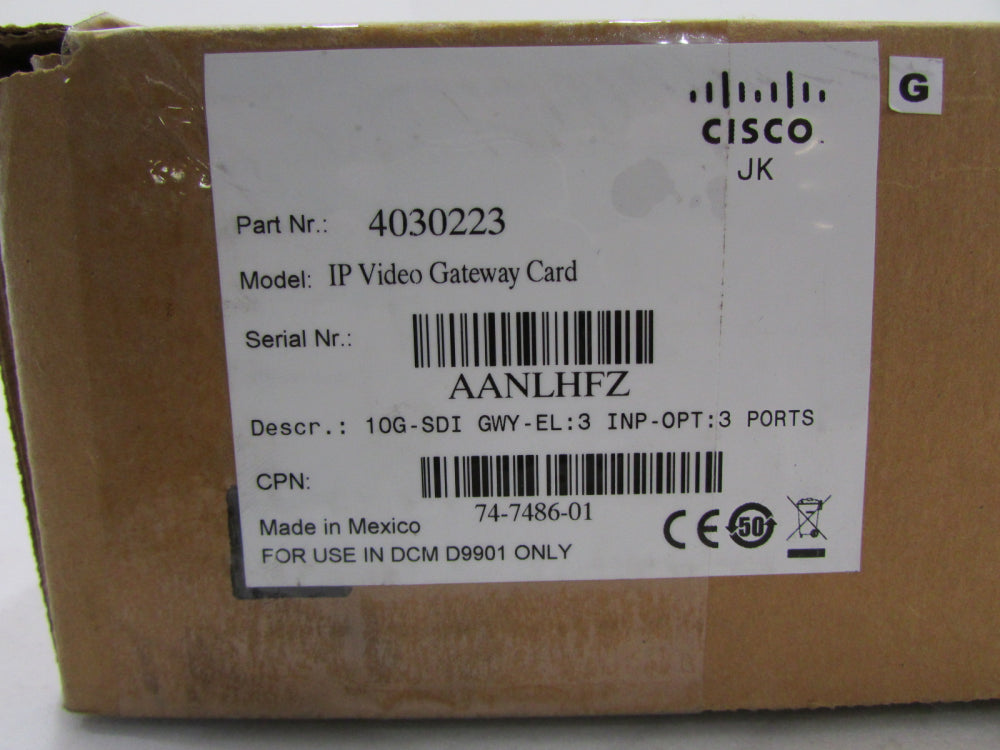 G
CISCO.
JK
Part Nr.: 4030223
Model: IP Video Gateway Card
Serial Nr.:
AANLHFZ
Descr.: 10G-SDI GWY-EL:3 INP-OPT:3 PORTS
CPN:
74-7486-01
Made in Mexico
FOR USE IN DCM D9901 ONLY
CE
50